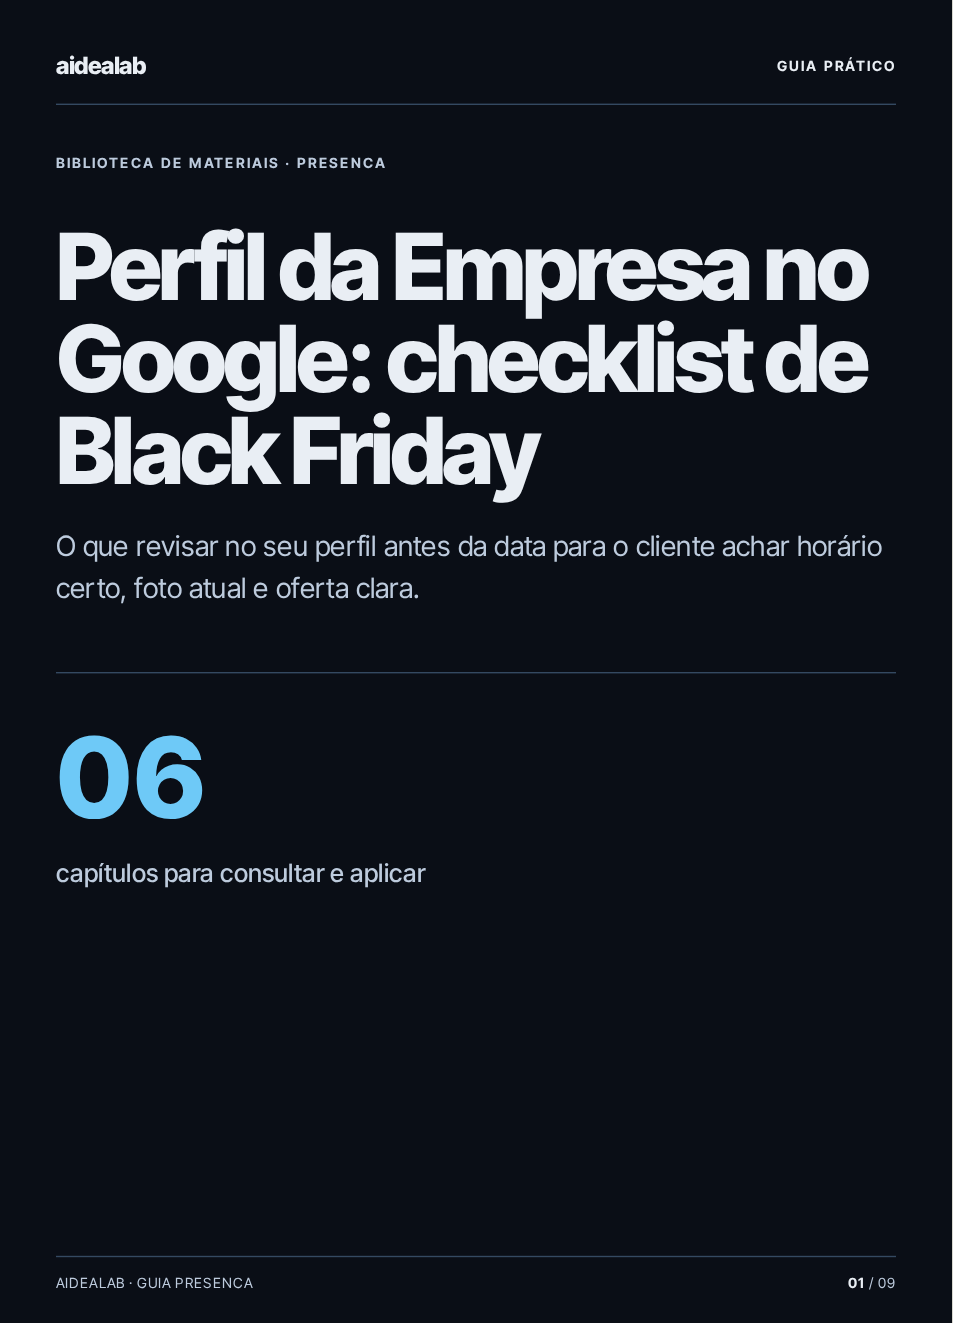 aidealab
GUIA PRÁTICO
BIBLIOTECA DE MATERIAIS · PRESENCA
Perfil da Empresa no
Google: checklist de
Black Friday
O que revisar no seu perfil antes da data para o cliente achar horário
certo, foto atual e oferta clara.
06
capítulos para consultar e aplicar
AIDEALAB · GUIA PRESENCA
01 / 09